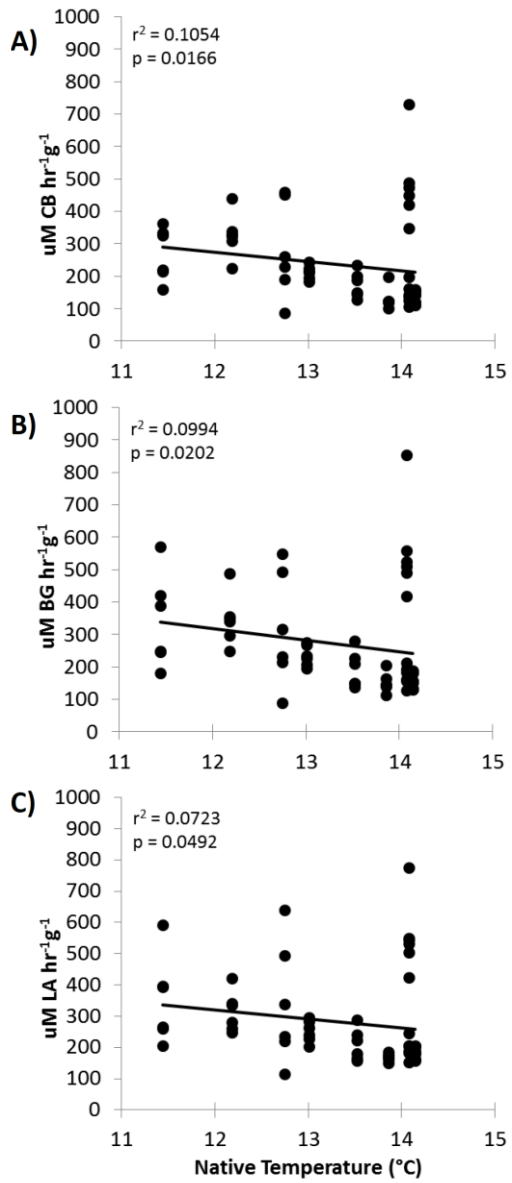 A)
r² = 0.1054
p = 0.0166
uM CB hr⁻¹g⁻¹
1000
900
800
700
600
500
400
300
200
100
0
11 12 13 14 15
B)
r² = 0.0994
p = 0.0202
uM BG hr⁻¹g⁻¹
1000
900
800
700
600
500
400
300
200
100
0
11 12 13 14 15
C)
r² = 0.0723
p = 0.0492
uM LA hr⁻¹g⁻¹
1000
900
800
700
600
500
400
300
200
100
0
11 12 13 14 15
Native Temperature (°C)